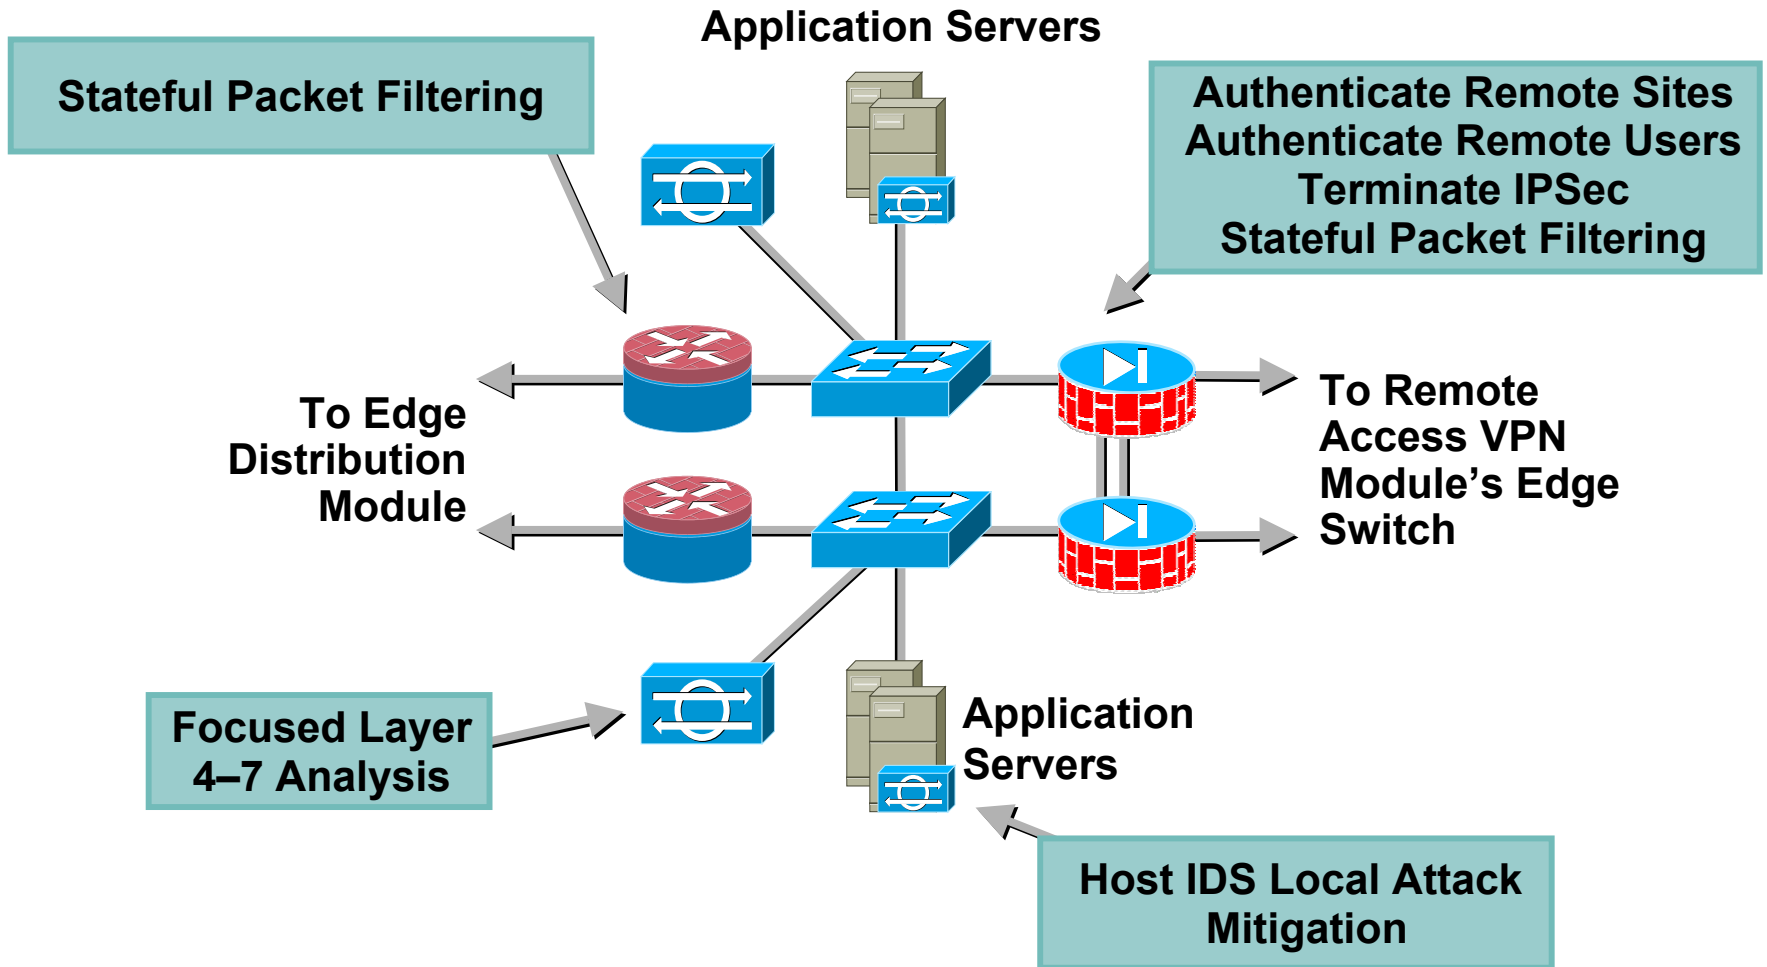 Application Servers
Stateful Packet Filtering
Authenticate Remote Sites
Authenticate Remote Users
Terminate IPSec
Stateful Packet Filtering
To Edge
Distribution
Module
To Remote
Access VPN
Module’s Edge
Switch
Focused Layer
4–7 Analysis
Application
Servers
Host IDS Local Attack
Mitigation